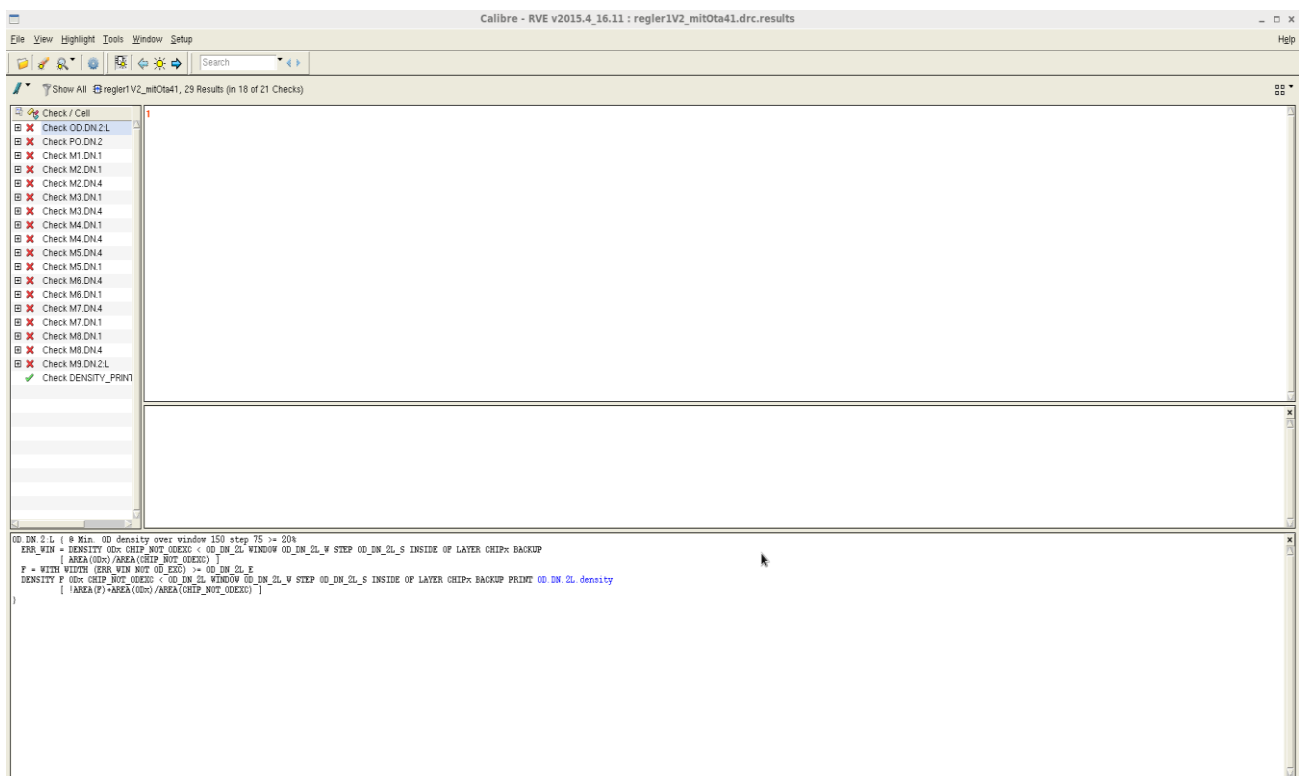 Calibre - RVE v2015.4_16.11 : regler1V2_mitOta41.drc.results
File View Highlight Tools Window Setup Help
Search
Show All regler1V2_mitOta41, 29 Results (in 18 of 21 Checks)
Check / Cell
1
Check OD.DN.2:L
Check PO.DN.2
Check M1.DN.1
Check M2.DN.1
Check M2.DN.4
Check M3.DN.1
Check M3.DN.4
Check M4.DN.1
Check M4.DN.4
Check M5.DN.4
Check M5.DN.1
Check M6.DN.4
Check M6.DN.1
Check M7.DN.4
Check M7.DN.1
Check M8.DN.1
Check M8.DN.4
Check M9.DN.2:L
Check DENSITY_PRINT
OD.DN.2:L { @ Min. OD density over window 150 step 75 >= 20%
ERR_WIN = DENSITY ODx CHIP_NOT_ODEXC < OD_DN_2L WINDOW OD_DN_2L_W STEP OD_DN_2L_S INSIDE OF LAYER CHIPx BACKUP
[ AREA(ODx)/AREA(CHIP_NOT_ODEXC) ]
F = WITH WIDTH (ERR_WIN NOT OD_EXC) >= OD_DN_2L_E
DENSITY F ODx CHIP_NOT_ODEXC < OD_DN_2L WINDOW OD_DN_2L_W STEP OD_DN_2L_S INSIDE OF LAYER CHIPx BACKUP PRINT OD.DN.2L.density
[ !AREA(F)+AREA(ODx)/AREA(CHIP_NOT_ODEXC) ]
}